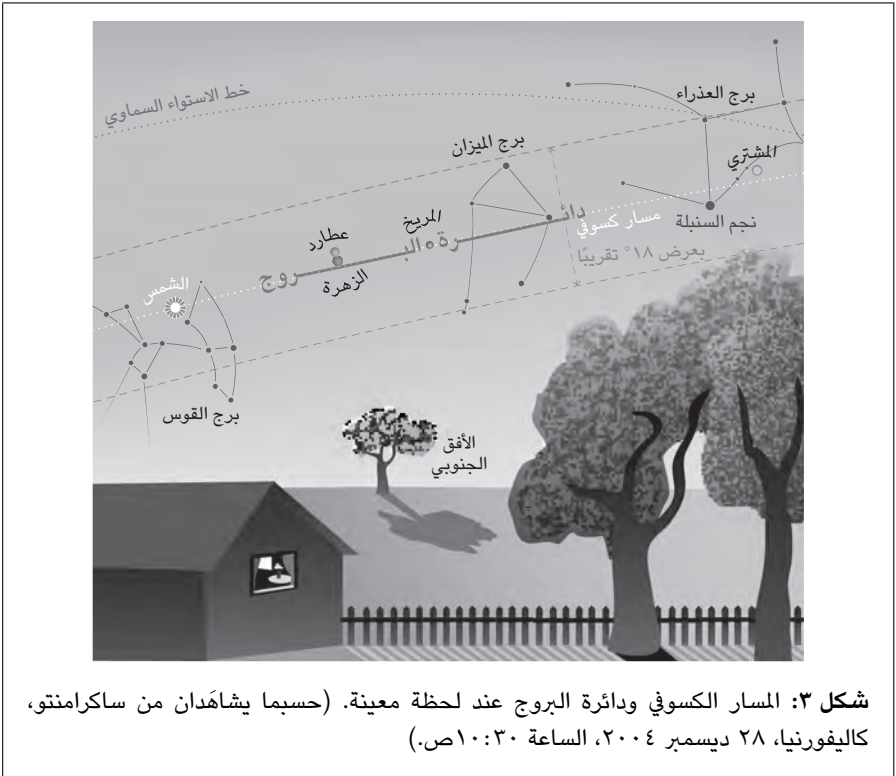 خط الاستواء السماوي
برج العذراء
برج الميزان
المشتري
المريخ
عطارد
دائـرة البـروج
مسار كسوفي
نجم السنبلة
بعرض ١٨° تقريبًا
الزهرة
الشمس
برج القوس
الأفق
الجنوبي
شكل ٣: المسار الكسوفي ودائرة البروج عند لحظة معينة. (حسبما يشاهَدان من ساكرامنتو،
كاليفورنيا، ٢٨ ديسمبر ٢٠٠٤، الساعة ١٠:٣٠ص.)